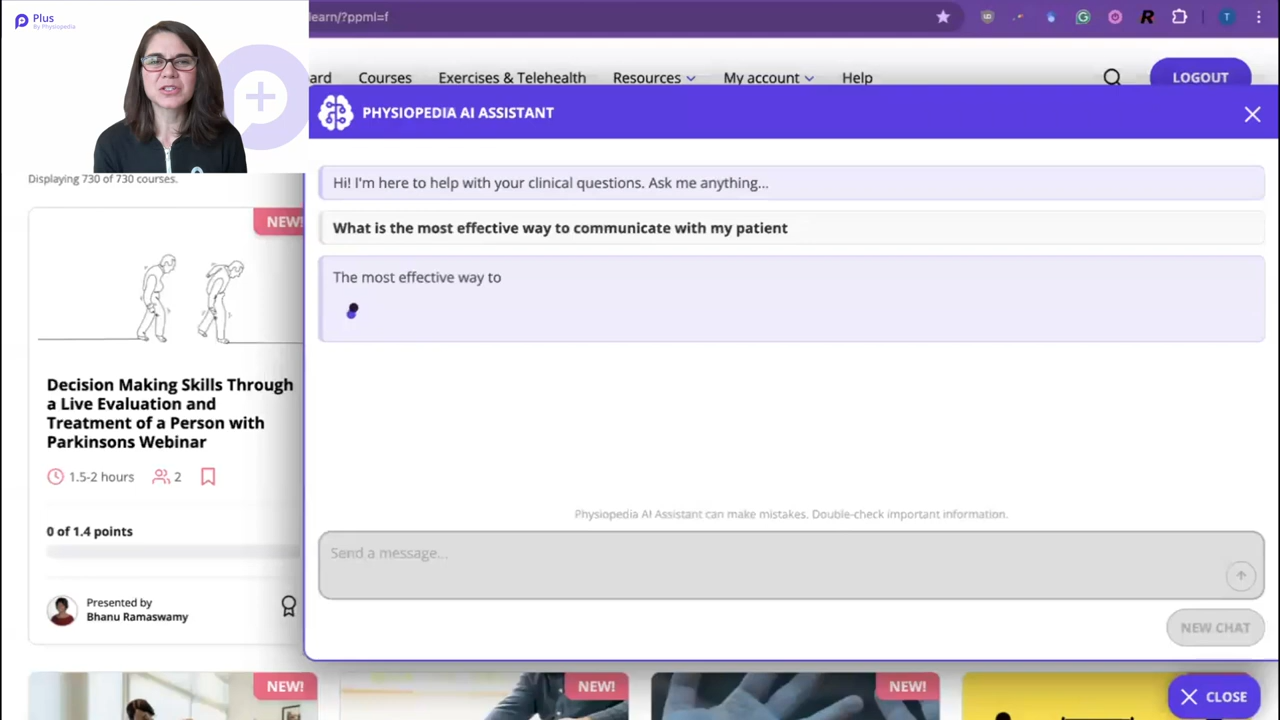 Plus
By Physiopedia
learn/?ppml=f
T
ard Courses Exercises & Telehealth Resources My account Help LOGOUT
PHYSIOPEDIA AI ASSISTANT
Displaying 730 of 730 courses.
Hi! I'm here to help with your clinical questions. Ask me anything...
What is the most effective way to communicate with my patient
The most effective way to
NEW!
Decision Making Skills Through
a Live Evaluation and
Treatment of a Person with
Parkinsons Webinar
1.5-2 hours 2
0 of 1.4 points
Presented by
Bhanu Ramaswamy
Physiopedia AI Assistant can make mistakes. Double-check important information.
Send a message...
NEW CHAT
NEW!
NEW!
NEW!
CLOSE